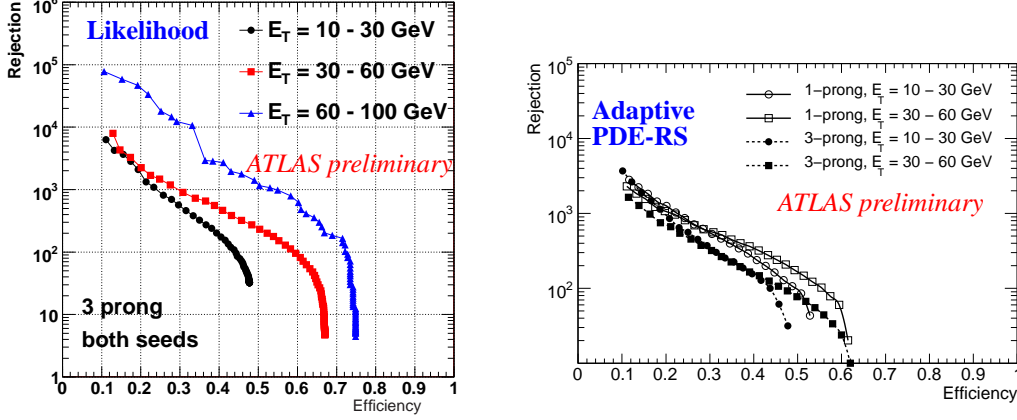 Rejection
10^6
10^5
10^4
10^3
10^2
10
1
Likelihood
E_T = 10 - 30 GeV
E_T = 30 - 60 GeV
E_T = 60 - 100 GeV
ATLAS preliminary
3 prong
both seeds
0 0.1 0.2 0.3 0.4 0.5 0.6 0.7 0.8 0.9 1
Efficiency
Rejection
10^5
10^4
10^3
10^2
Adaptive
PDE-RS
1-prong, E_T = 10 - 30 GeV
1-prong, E_T = 30 - 60 GeV
3-prong, E_T = 10 - 30 GeV
3-prong, E_T = 30 - 60 GeV
ATLAS preliminary
0 0.1 0.2 0.3 0.4 0.5 0.6 0.7 0.8 0.9 1
Efficiency